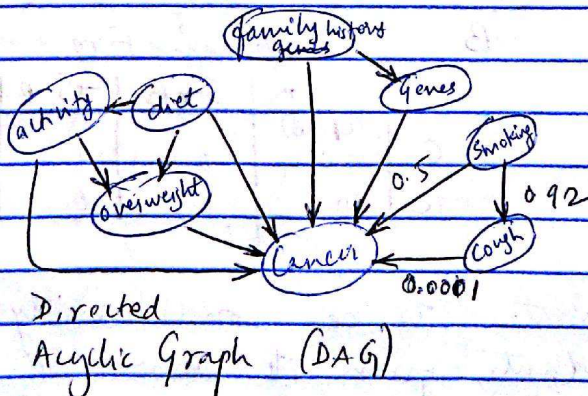 family history
genes
Genes
activity
diet
Smoking
overweight
0.5
0.92
Cancer
Cough
0.0001
Directed
Acyclic Graph (DAG)